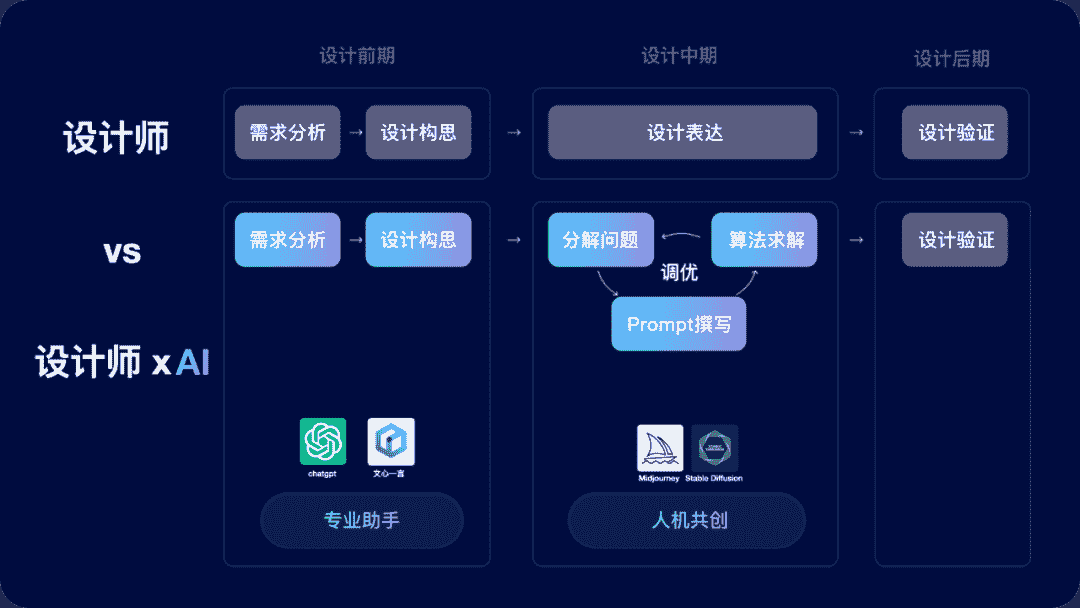 设计前期
设计中期
设计后期
设计师
需求分析
设计构思
设计表达
设计验证
vs
设计师 x AI
需求分析
设计构思
分解问题
算法求解
调优
Prompt撰写
设计验证
chatgpt
文心一言
Midjourney
Stable Diffusion
专业助手
人机共创